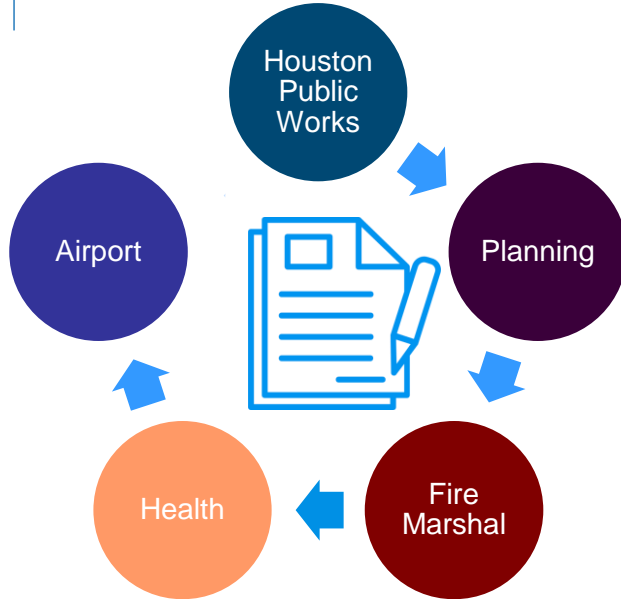 Houston
Public
Works
Planning
Fire
Marshal
Health
Airport